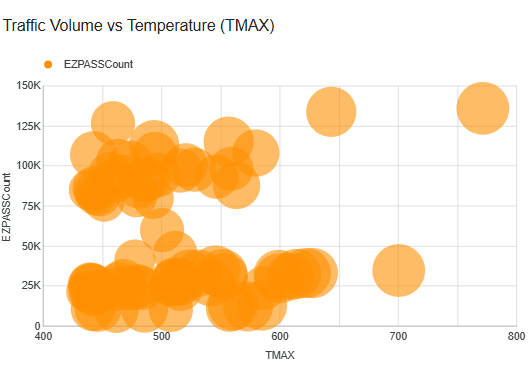 Traffic Volume vs Temperature (TMAX)
EZPASSCount
150K
125K
100K
75K
50K
25K
0
EZPASSCount
400
500
600
700
800
TMAX